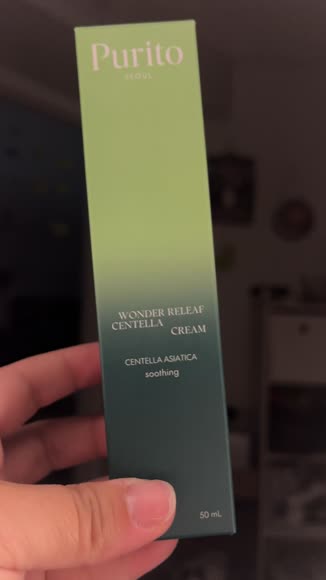 Purito
SEOUL
WONDER RELEAF
CENTELLA
CREAM
CENTELLA ASIATICA
soothing
50 mL